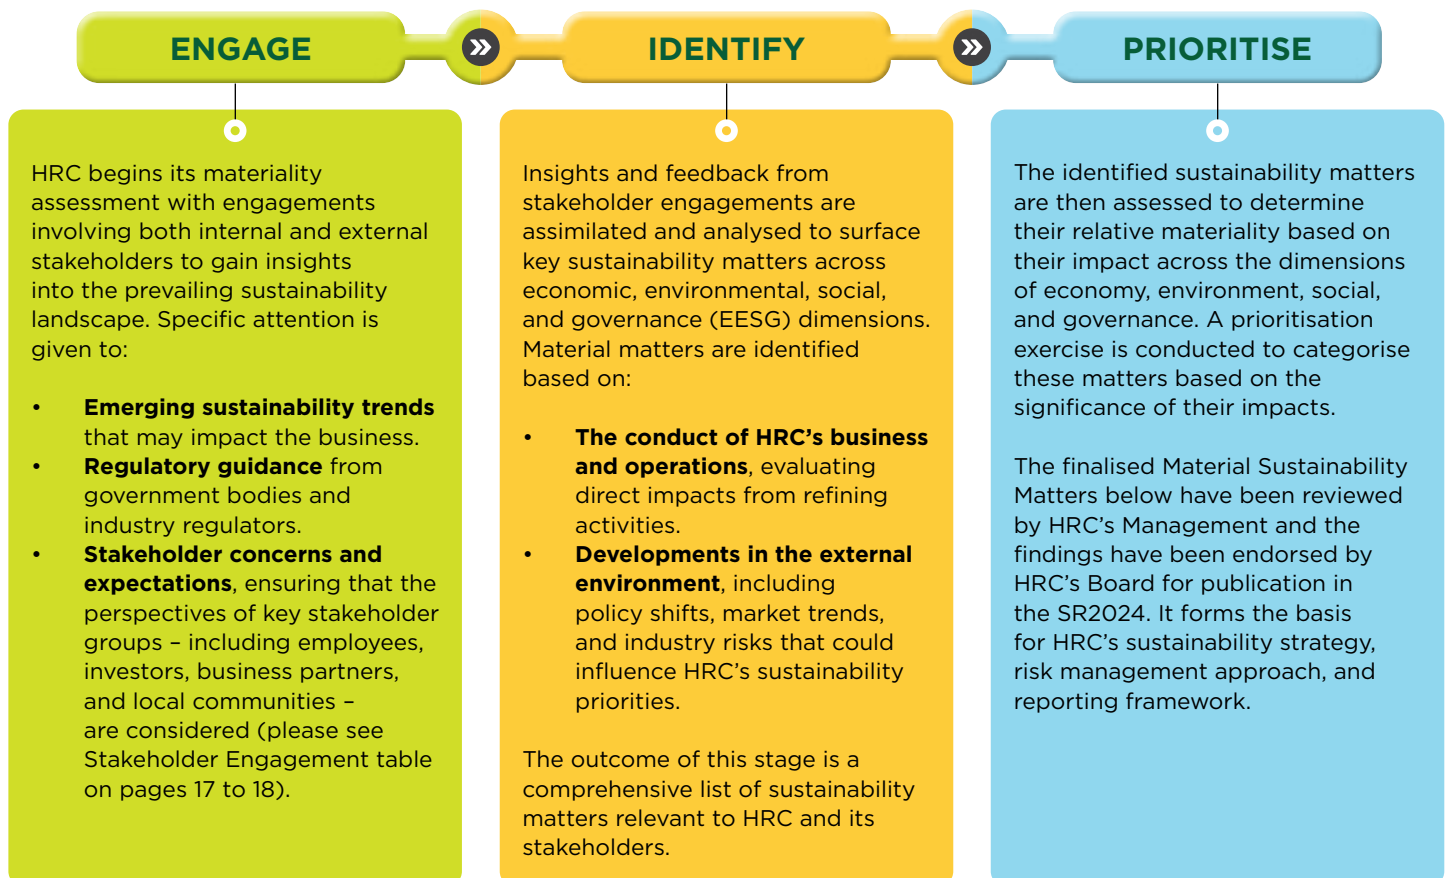 ENGAGE
HRC begins its materiality
assessment with engagements
involving both internal and external
stakeholders to gain insights
into the prevailing sustainability
landscape. Specific attention is
given to:
• Emerging sustainability trends
that may impact the business.
• Regulatory guidance from
government bodies and
industry regulators.
• Stakeholder concerns and
expectations, ensuring that the
perspectives of key stakeholder
groups – including employees,
investors, business partners,
and local communities –
are considered (please see
Stakeholder Engagement table
on pages 17 to 18).
IDENTIFY
Insights and feedback from
stakeholder engagements are
assimilated and analysed to surface
key sustainability matters across
economic, environmental, social,
and governance (EESG) dimensions.
Material matters are identified
based on:
• The conduct of HRC’s business
and operations, evaluating
direct impacts from refining
activities.
• Developments in the external
environment, including
policy shifts, market trends,
and industry risks that could
influence HRC’s sustainability
priorities.
The outcome of this stage is a
comprehensive list of sustainability
matters relevant to HRC and its
stakeholders.
PRIORITISE
The identified sustainability matters
are then assessed to determine
their relative materiality based on
their impact across the dimensions
of economy, environment, social,
and governance. A prioritisation
exercise is conducted to categorise
these matters based on the
significance of their impacts.
The finalised Material Sustainability
Matters below have been reviewed
by HRC’s Management and the
findings have been endorsed by
HRC’s Board for publication in
the SR2024. It forms the basis
for HRC’s sustainability strategy,
risk management approach, and
reporting framework.